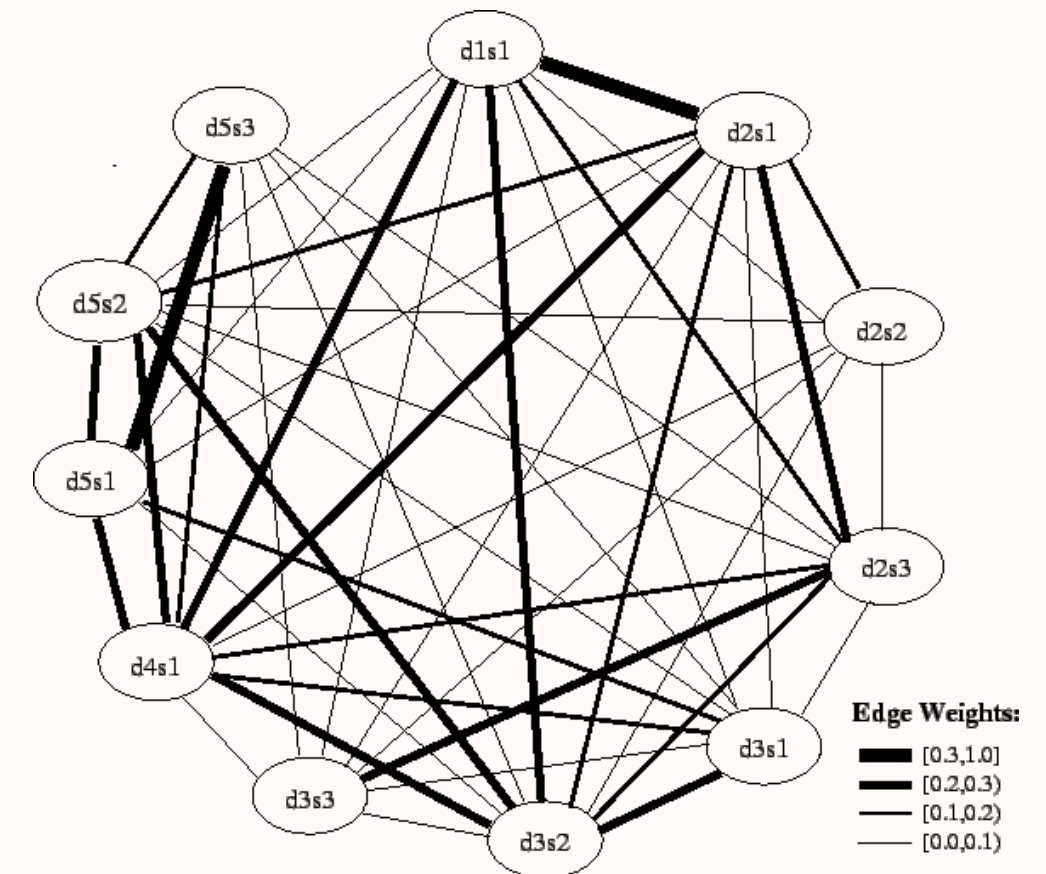 d1s1
d5s3
d2s1
d5s2
d2s2
d5s1
d2s3
d4s1
d3s1
d3s3
d3s2
Edge Weights:
[0.3,1.0]
[0.2,0.3)
[0.1,0.2)
[0.0,0.1)